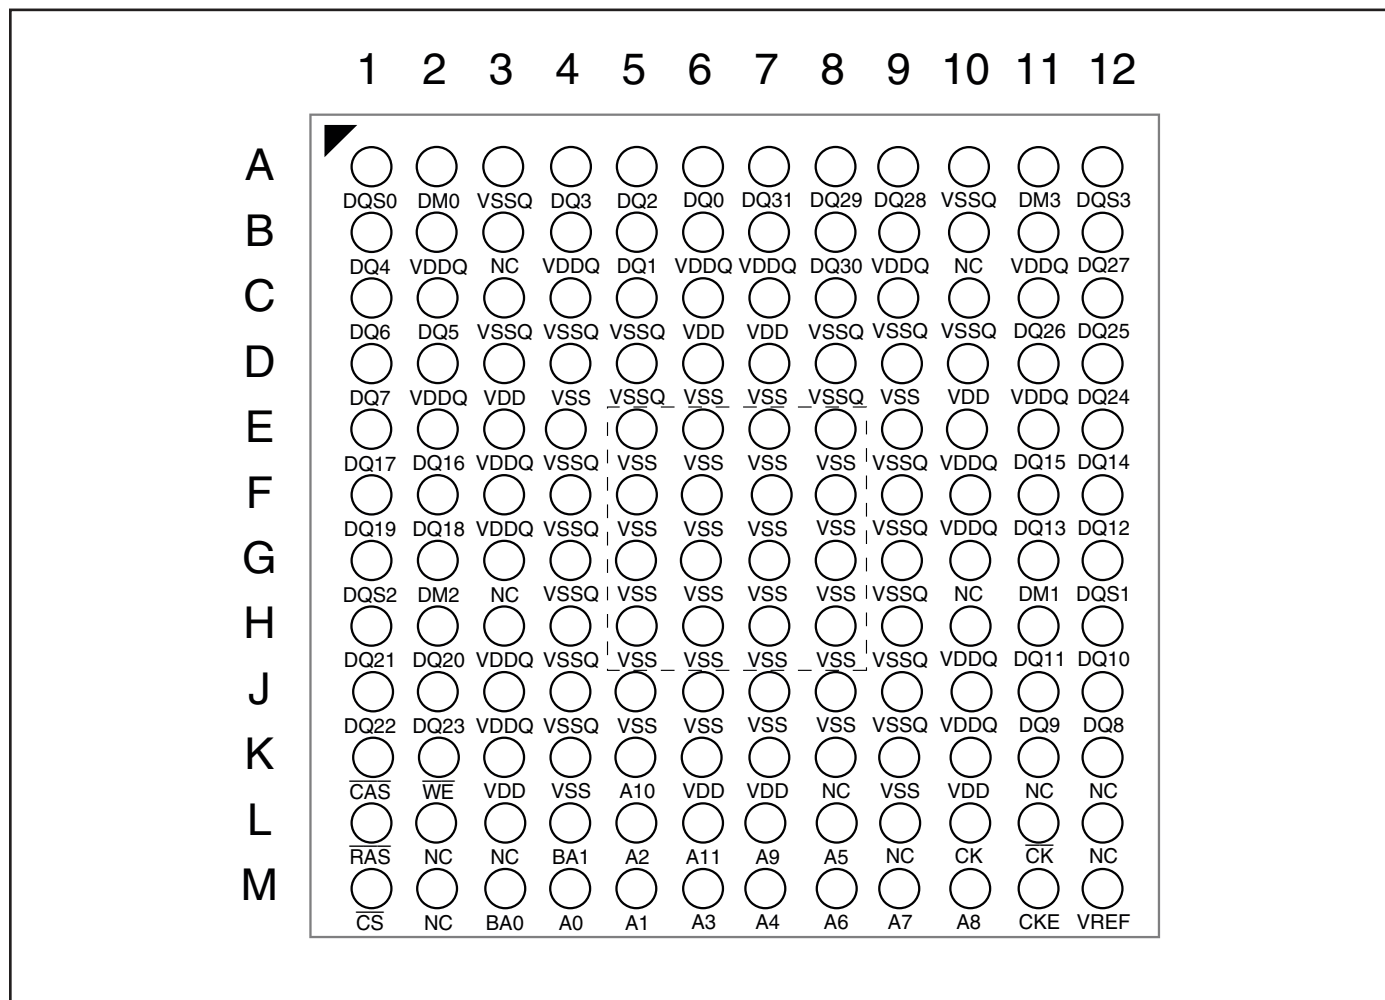 1 2 3 4 5 6 7 8 9 10 11 12
A
DQS0 DM0 VSSQ DQ3 DQ2 DQ0 DQ31 DQ29 DQ28 VSSQ DM3 DQS3
B
DQ4 VDDQ NC VDDQ DQ1 VDDQ VDDQ DQ30 VDDQ NC VDDQ DQ27
C
DQ6 DQ5 VSSQ VSSQ VSSQ VDD VDD VSSQ VSSQ VSSQ DQ26 DQ25
D
DQ7 VDDQ VDD VSS VSSQ VSS VSS VSSQ VSS VDD VDDQ DQ24
E
DQ17 DQ16 VDDQ VSSQ VSS VSS VSS VSS VSSQ VDDQ DQ15 DQ14
F
DQ19 DQ18 VDDQ VSSQ VSS VSS VSS VSS VSSQ VDDQ DQ13 DQ12
G
DQS2 DM2 NC VSSQ VSS VSS VSS VSS VSSQ NC DM1 DQS1
H
DQ21 DQ20 VDDQ VSSQ VSS VSS VSS VSS VSSQ VDDQ DQ11 DQ10
J
DQ22 DQ23 VDDQ VSSQ VSS VSS VSS VSS VSSQ VDDQ DQ9 DQ8
K
C̅A̅S̅ W̅E̅ VDD VSS A10 VDD VDD NC VSS VDD NC NC
L
R̅A̅S̅ NC NC BA1 A2 A11 A9 A5 NC CK C̅K̅ NC
M
C̅S̅ NC BA0 A0 A1 A3 A4 A6 A7 A8 CKE VREF